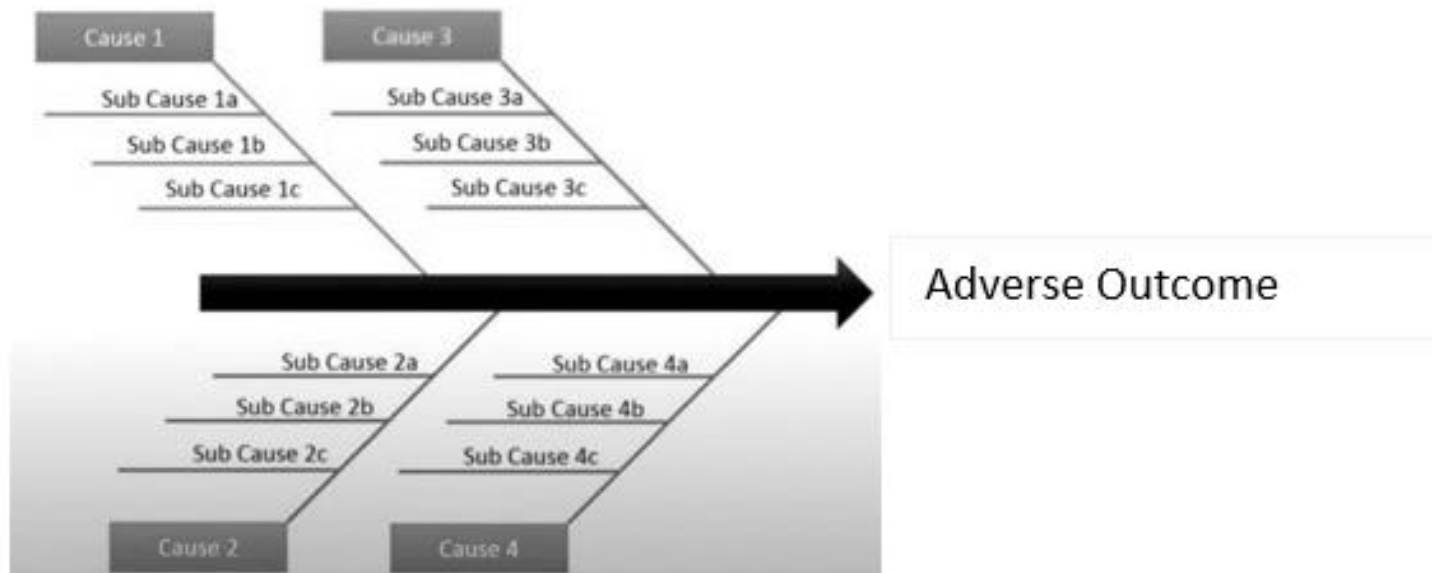 Cause 1
Cause 3
Sub Cause 1a
Sub Cause 3a
Sub Cause 1b
Sub Cause 3b
Sub Cause 1c
Sub Cause 3c
Adverse Outcome
Sub Cause 2a
Sub Cause 4a
Sub Cause 2b
Sub Cause 4b
Sub Cause 2c
Sub Cause 4c
Cause 2
Cause 4